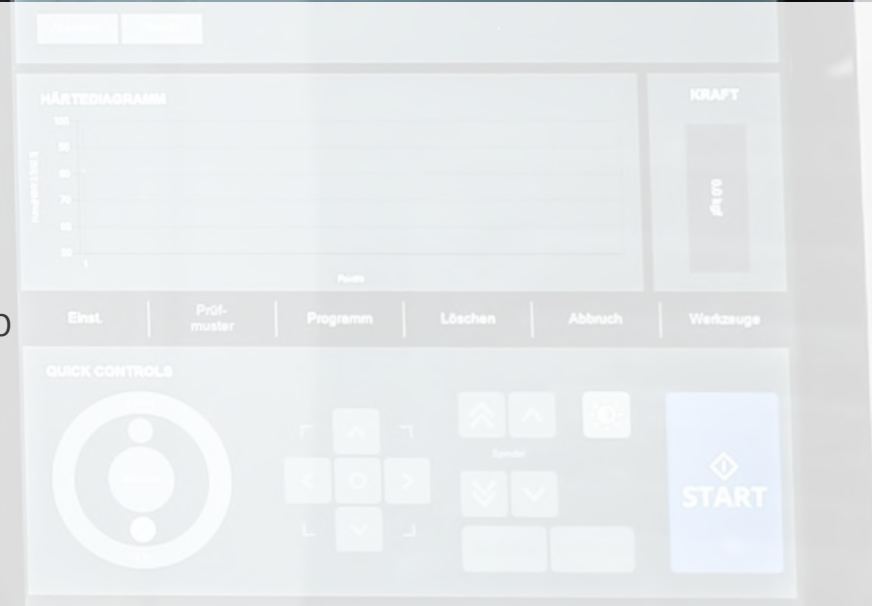 HÄRTEDIAGRAMM
KRAFT
100
90
80
70
60
50
1
Punkte
0.0 kgf
Einst.
Prüf-
muster
Programm
Löschen
Abbruch
Werkzeuge
QUICK CONTROLS
Spindel
START